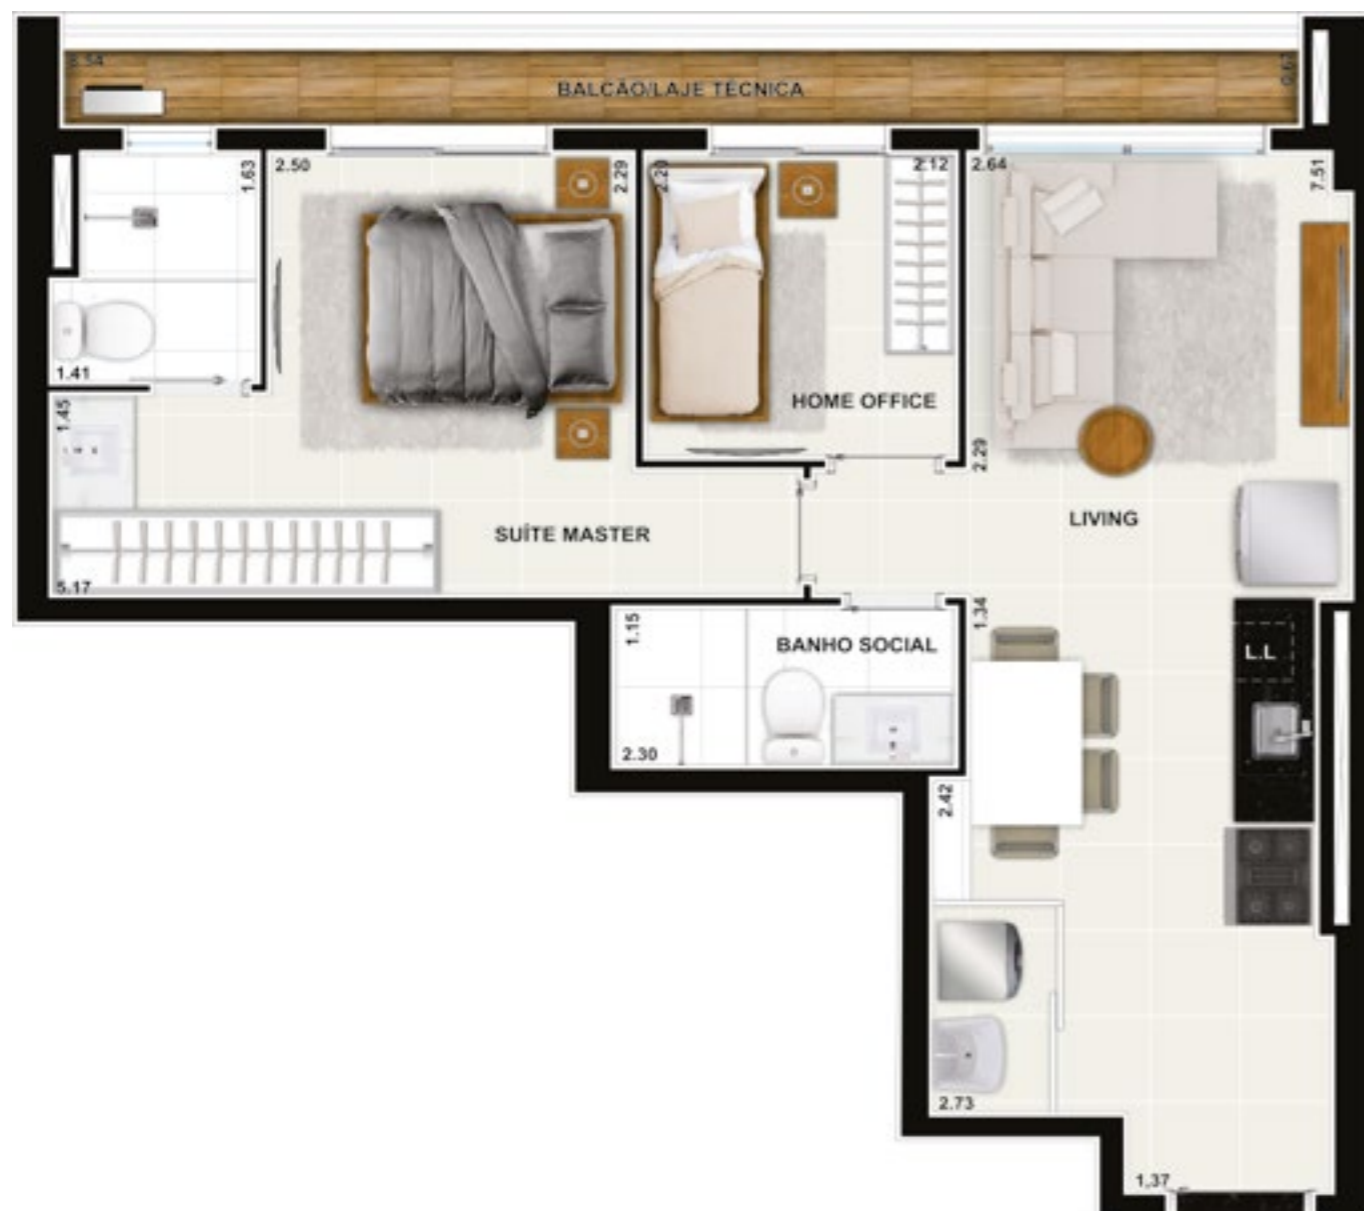 BALCÃO/LAJE TÉCNICA
1.63
2.50
2.29
2.12
2.64
7.51
1.41
1.45
HOME OFFICE
2.29
LIVING
SUÍTE MASTER
5.17
1.15
1.34
BANHO SOCIAL
L.L
2.30
2.42
2.73
1,37